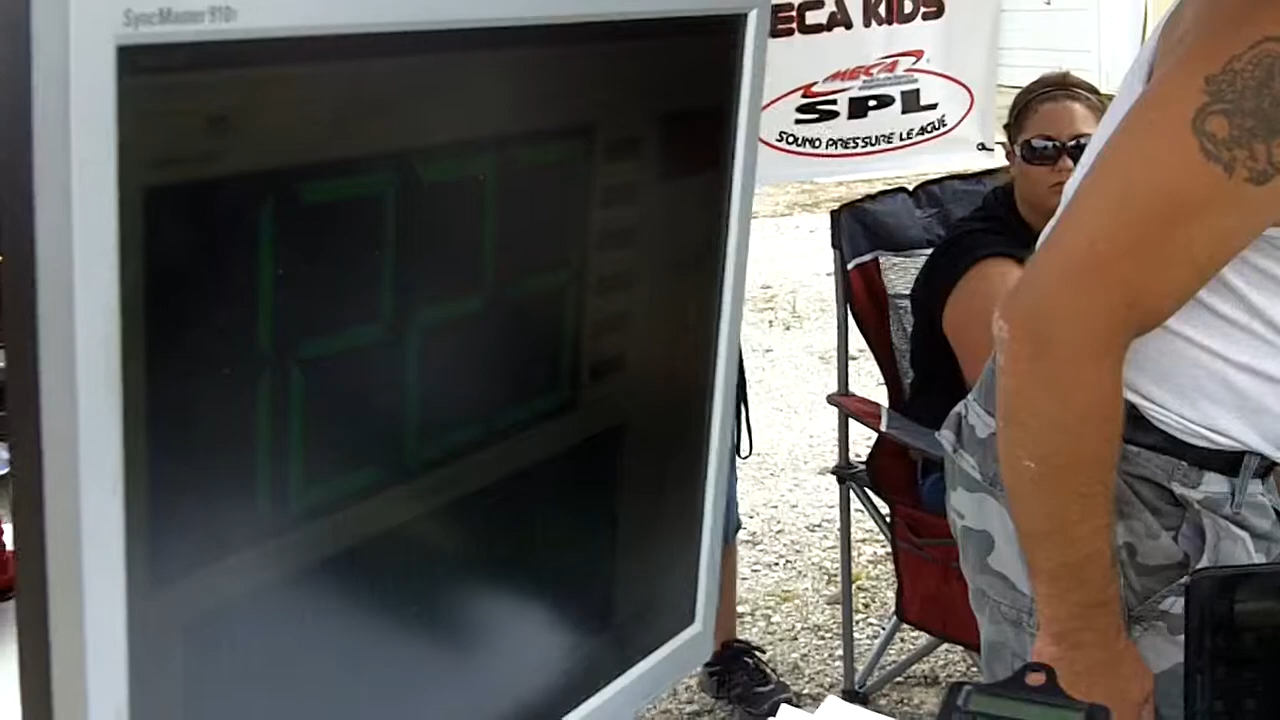 SyncMaster 910T
ECA KIDS
MECA
SPL
SOUND PRESSURE LEAGUE